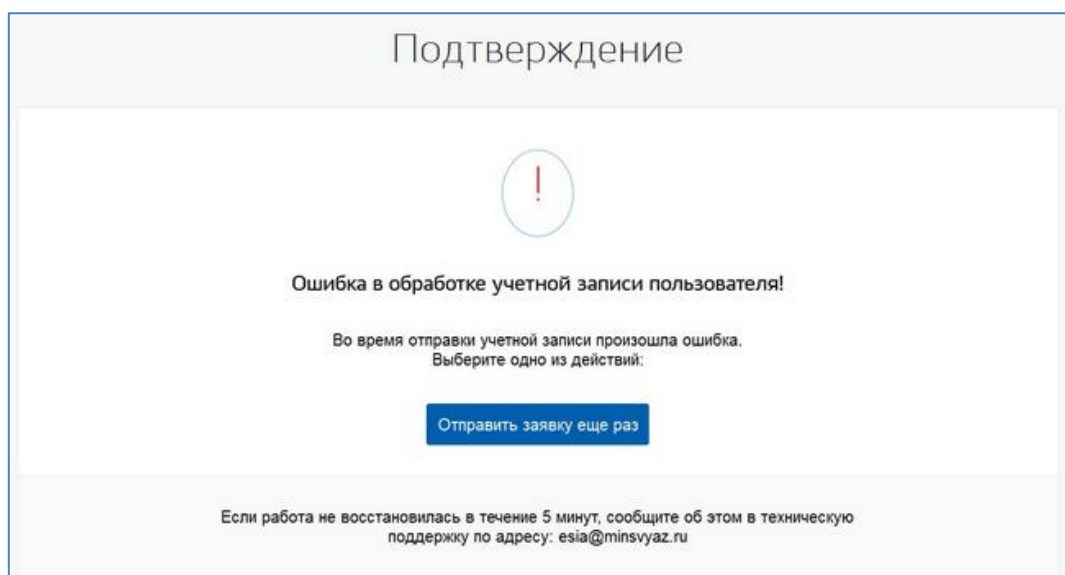 Подтверждение
!
Ошибка в обработке учетной записи пользователя!
Во время отправки учетной записи произошла ошибка.
Выберите одно из действий:
Отправить заявку еще раз
Если работа не восстановилась в течение 5 минут, сообщите об этом в техническую
поддержку по адресу: esia@minsvyaz.ru